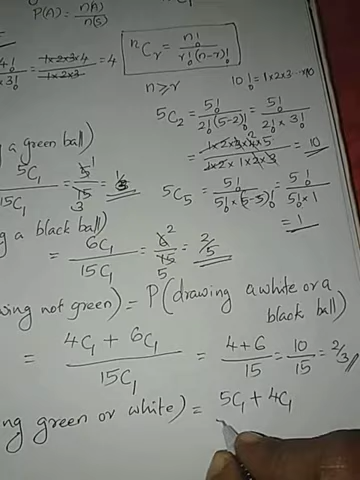 P(A) = n(A)/n(S)
4!/×3! = 1×2×3×4/1×2×3 = 4
nCr = n!/r!(n-r)!
n ≥ r
10! = 1×2×3...×10
5C2 = 5!/2!(5-2)! = 5!/2!×3!
= 1×2×3×4×5/1×2×1×2×3 = 10
g a green ball)
5C1/15C1 = 5/15 = 1/3
5C5 = 5!/5!×(5-5)! = 5!/5!×1
= 1
g a black ball)
= 6C1/15C1 = 6/15 = 2/5
wing not green) = P(drawing a white or a
black ball)
= 4C1 + 6C1/15C1 = 4+6/15 = 10/15 = 2/3
ng green or white) = 5C1 + 4C1